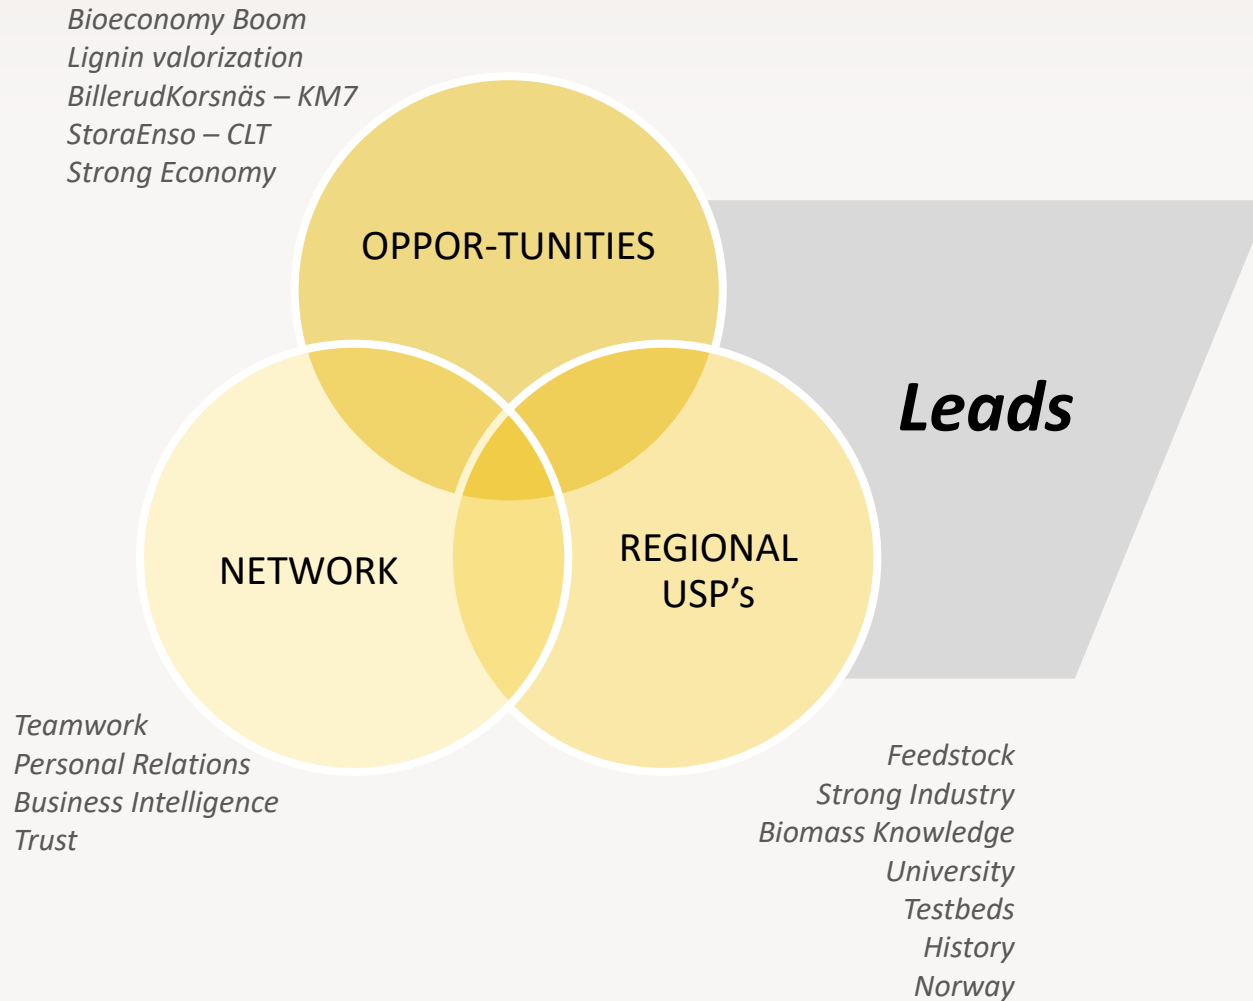 Bioeconomy Boom
Lignin valorization
BillerudKorsnäs – KM7
StoraEnso – CLT
Strong Economy
OPPOR-TUNITIES
Leads
NETWORK
REGIONAL
USP’s
Teamwork
Personal Relations
Business Intelligence
Trust
Feedstock
Strong Industry
Biomass Knowledge
University
Testbeds
History
Norway